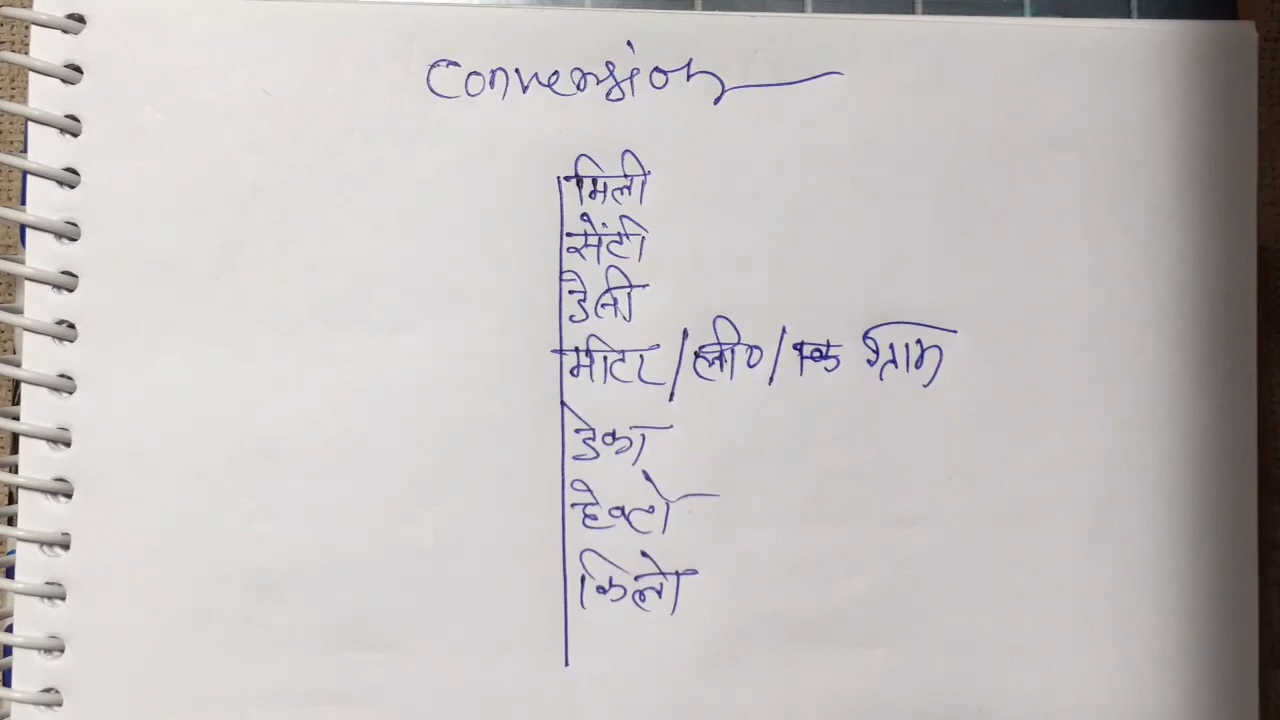 Conversion
मिली
सेंटी
डेसी
मीटर/ली०/ग्राम
डेका
हेक्टो
किलो